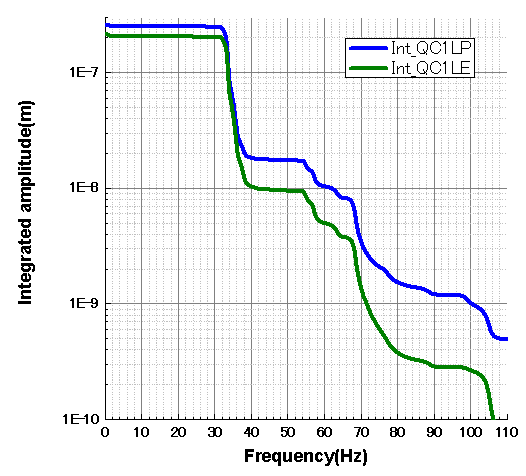 Int_QC1LP
Int_QC1LE
Integrated amplitude(m)
1E-7
1E-8
1E-9
1E-10
0 10 20 30 40 50 60 70 80 90 100 110
Frequency(Hz)